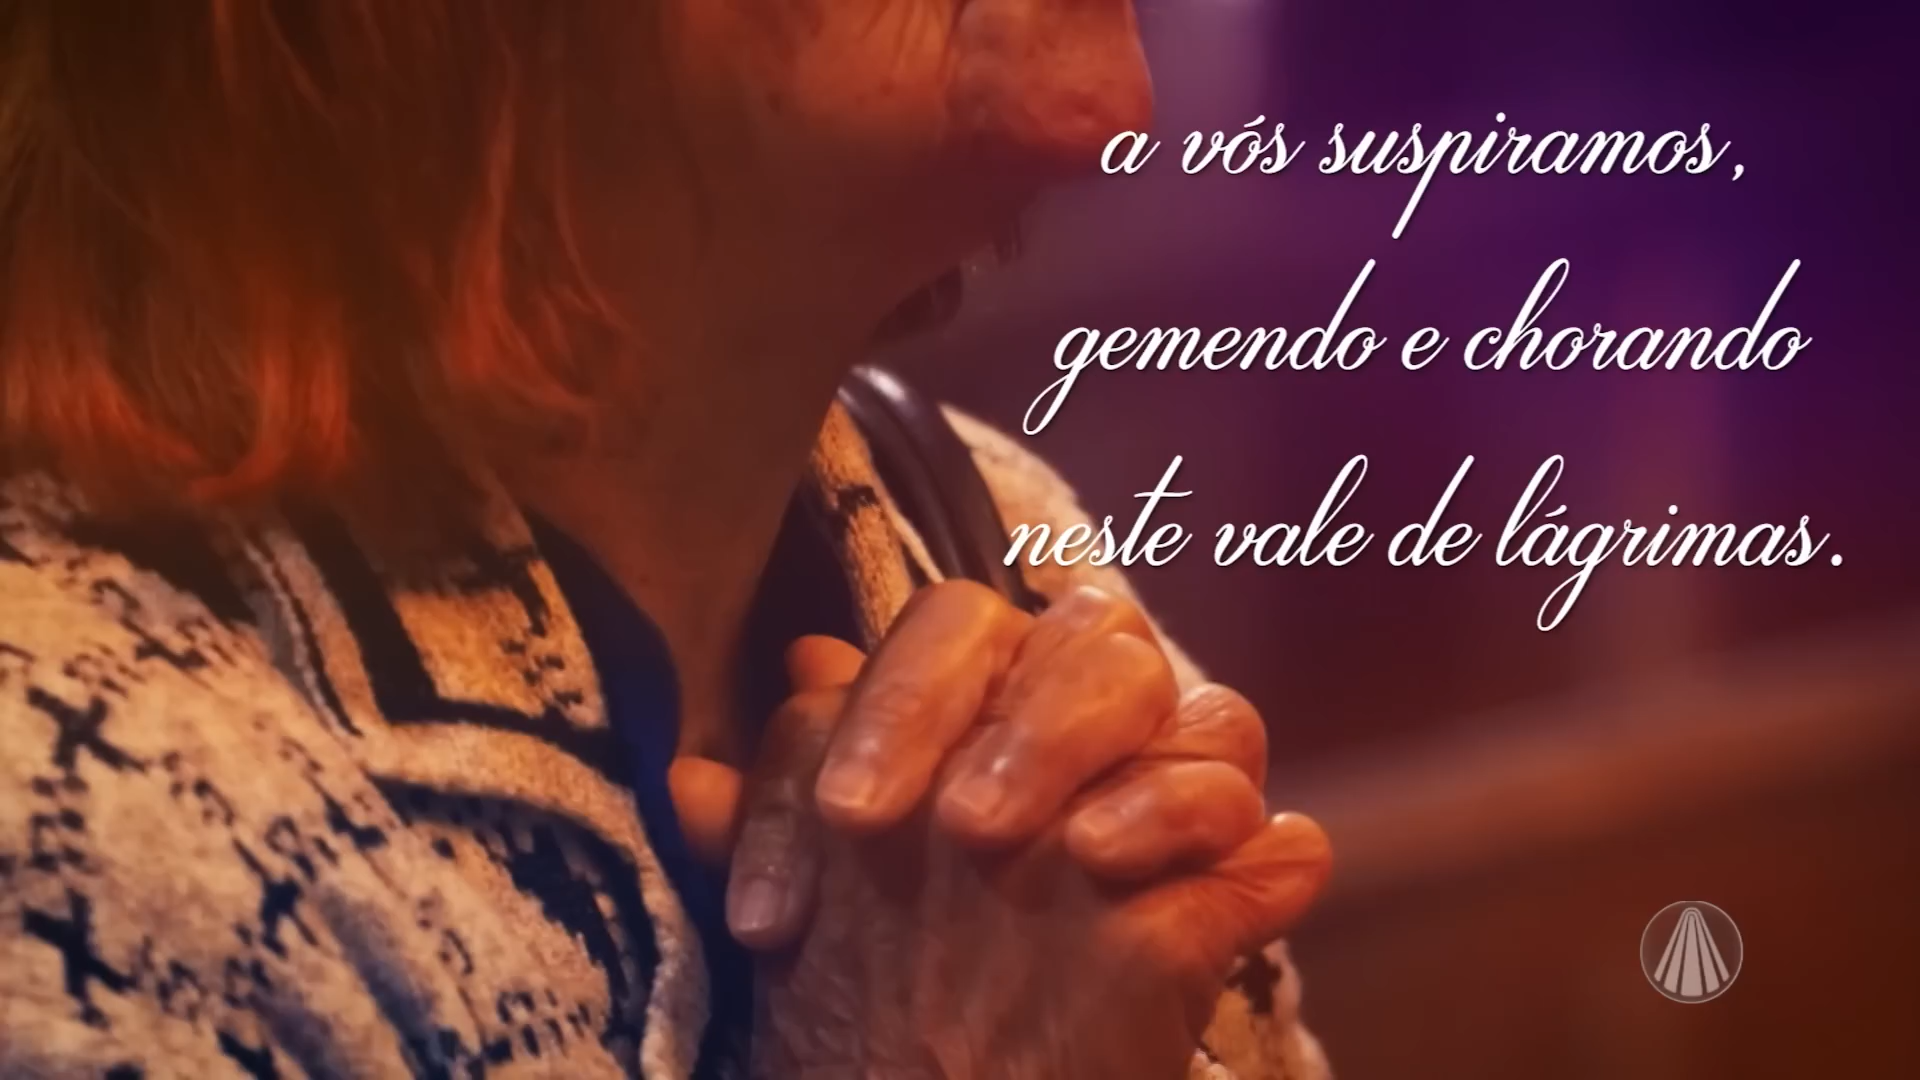 a vós suspiramos,
gemendo e chorando
neste vale de lágrimas.